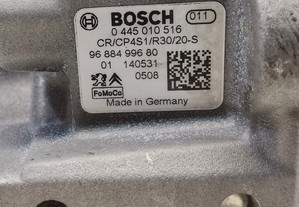 BOSCH 011
0 445 010 516
CR/CP4S1/R30/20-S
96 884 996 80
01 140531
0508
FoMoCo
Made in Germany